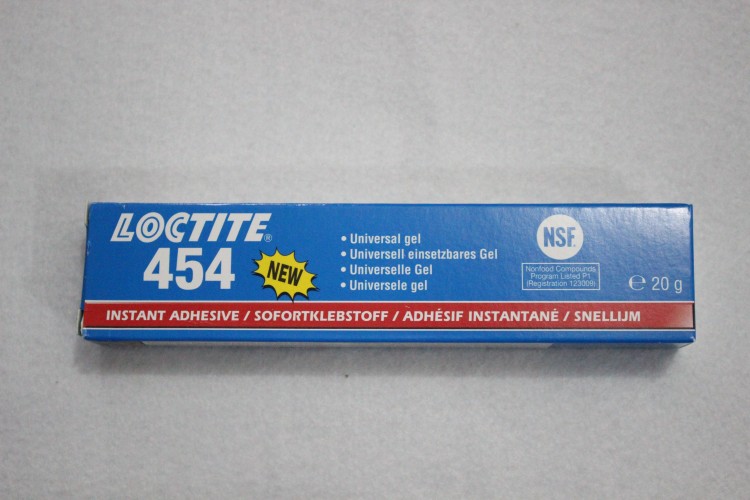 LOCTITE®
454
NEW
• Universal gel
• Universell einsetzbares Gel
• Universelle Gel
• Universele gel
NSF.
Nonfood Compounds
Program Listed P1
(Registration 123009)
℮ 20 g
INSTANT ADHESIVE / SOFORTKLEBSTOFF / ADHÉSIF INSTANTANÉ / SNELLIJM